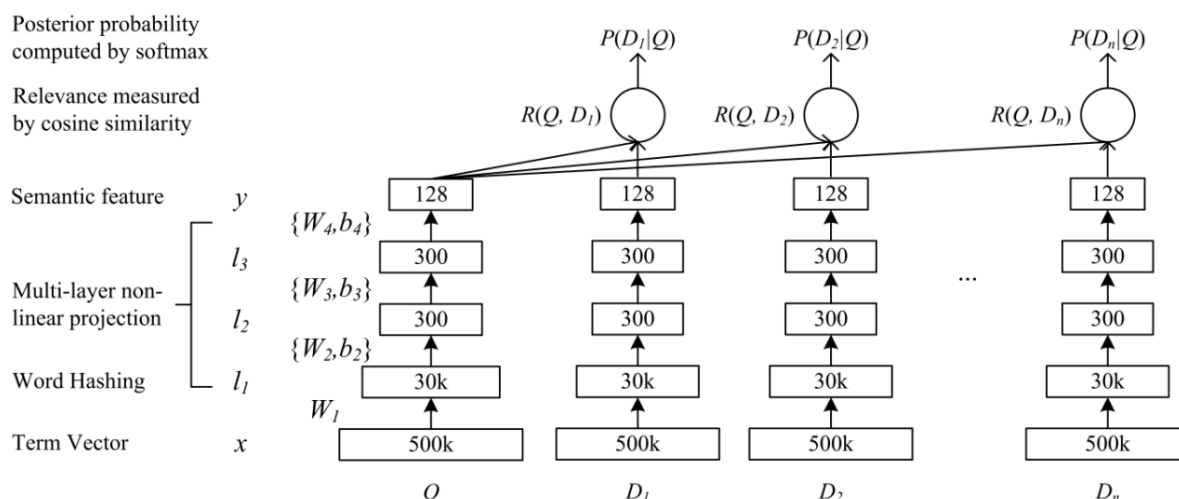 Posterior probability
computed by softmax
P(D₁|Q)
P(D₂|Q)
P(Dₙ|Q)
Relevance measured
by cosine similarity
R(Q, D₁)
R(Q, D₂)
R(Q, Dₙ)
Semantic feature
y
128
128
128
128
{W₄,b₄}
l₃
300
300
300
300
Multi-layer non-
linear projection
{W₃,b₃}
...
l₂
300
300
300
300
{W₂,b₂}
Word Hashing
l₁
30k
30k
30k
30k
W₁
Term Vector
x
500k
500k
500k
500k
Q
D₁
D₂
Dₙ